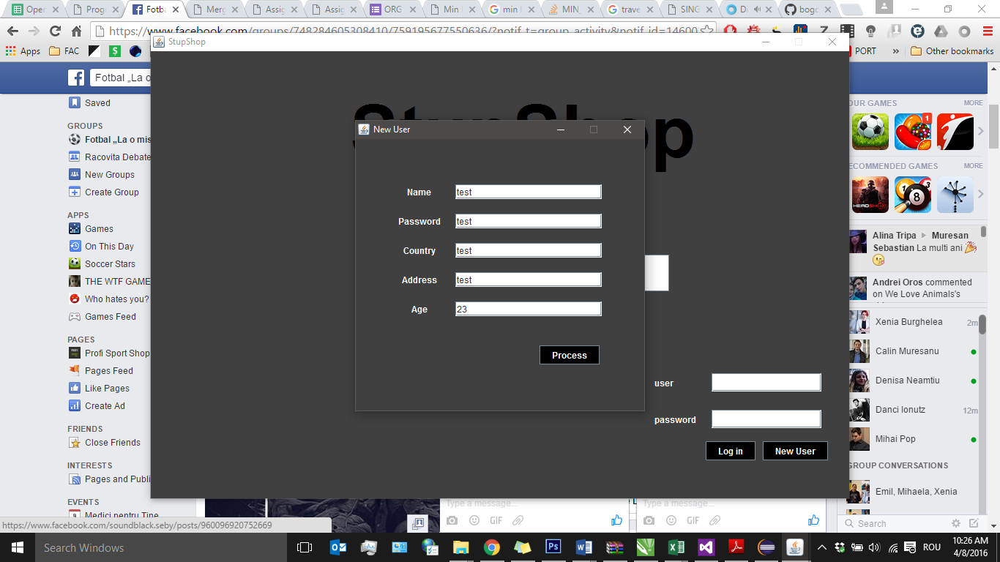 Open
Prog
Fotba
Merg
Assig
Assig
ORG
Min
min
MIN_
trave
SING
D
bog
https://www.facebook.com/groups/748284605308410/759195677550636/?notif_t=group_activity&notif_id=14600
Apps
FAC
PORT
»
Other bookmarks
StupShop
Fotbal „La o
Saved
GROUPS
Fotbal „La o mis
Racovita Debate
New Groups
Create Group
APPS
Games
On This Day
Soccer Stars
THE WTF GAME
Who hates you?
Games Feed
PAGES
Profi Sport Shop
Pages Feed
Like Pages
Create Ad
FRIENDS
Close Friends
INTERESTS
Pages and Publi
EVENTS
Medici pentru Tine
https://www.facebook.com/soundblack.seby/posts/960096920752669
New User
Name
test
Password
test
Country
test
Address
test
Age
23
Process
user
password
Log in
New User
Type a message...
GIF
Type a message...
GIF
OUR GAMES
MORE
1
RECOMMENDED GAMES
MORE
HEADSHOT
8
Alina Tripa ▸ Muresan
Sebastian La multi ani
Andrei Oros commented
on We Love Animals's
Xenia Burghelea 2m
Calin Muresanu
Denisa Neamtiu
Danci Ionutz 12m
Mihai Pop
GROUP CONVERSATIONS
Emil, Mihaela, Xenia
Search
Search Windows
ROU
10:26 AM
4/8/2016